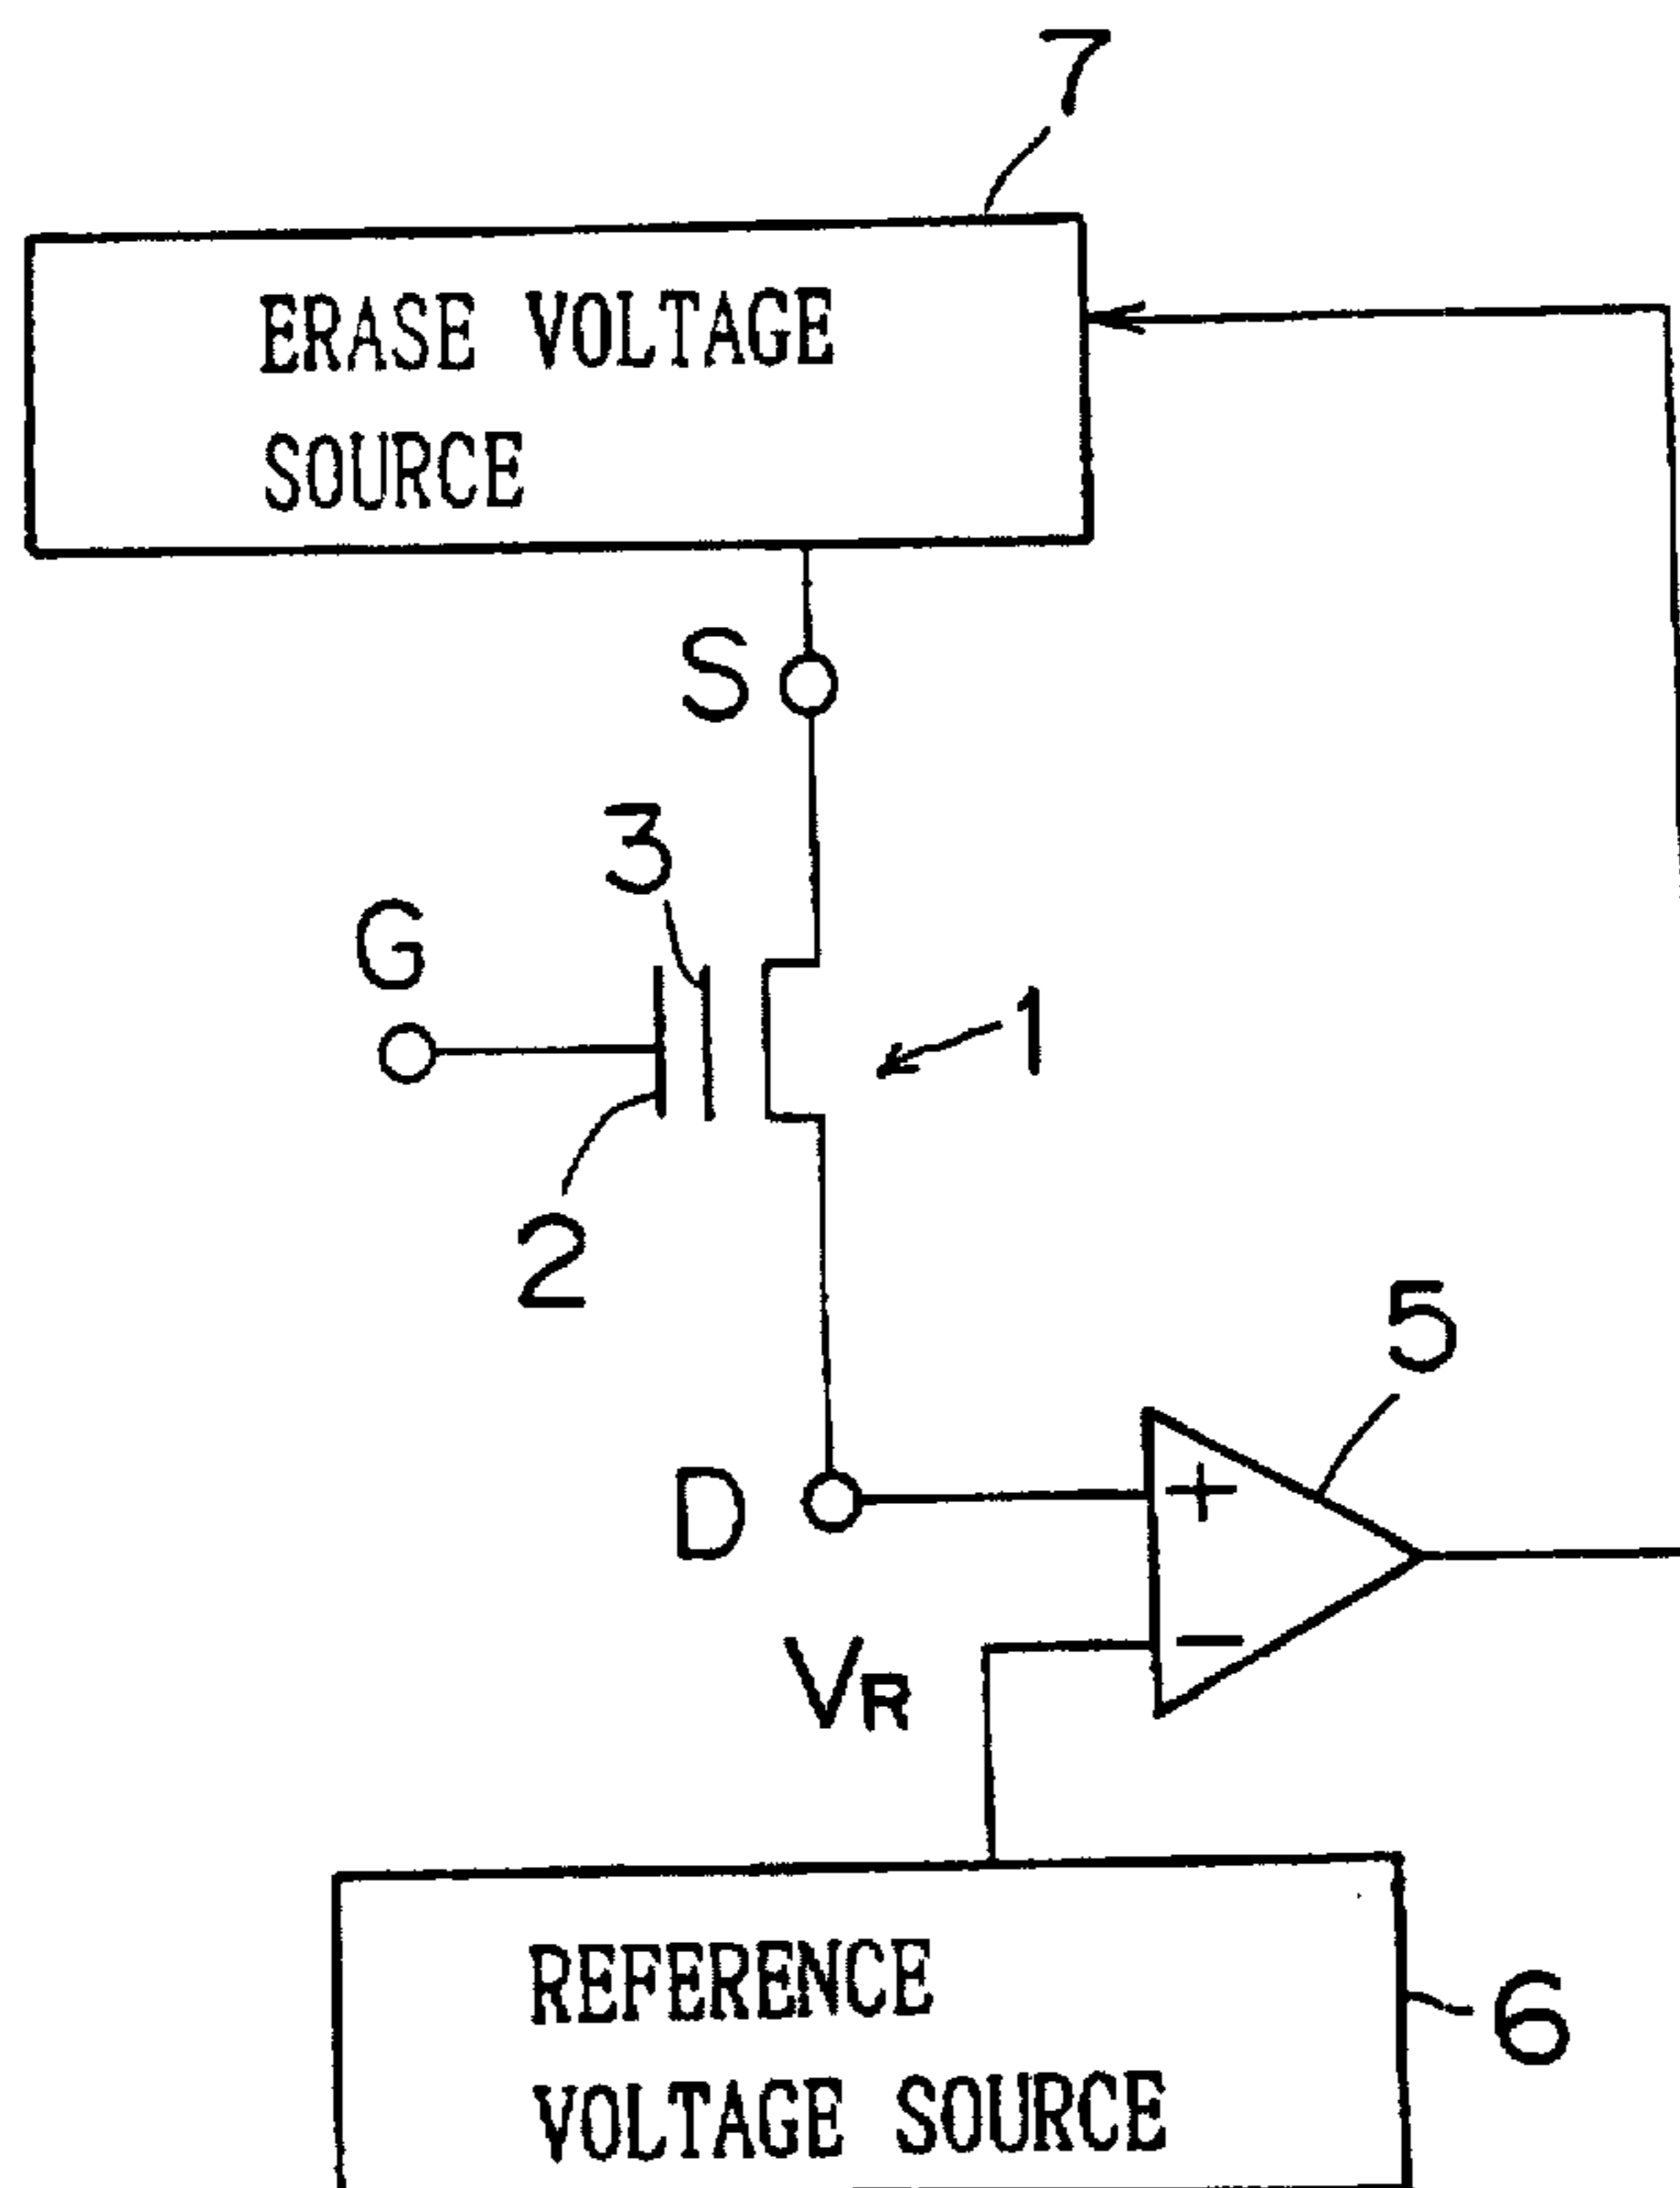 7
ERASE VOLTAGE
SOURCE
S
3
G
1
2
5
D
+
VR
−
REFERENCE
VOLTAGE SOURCE
6